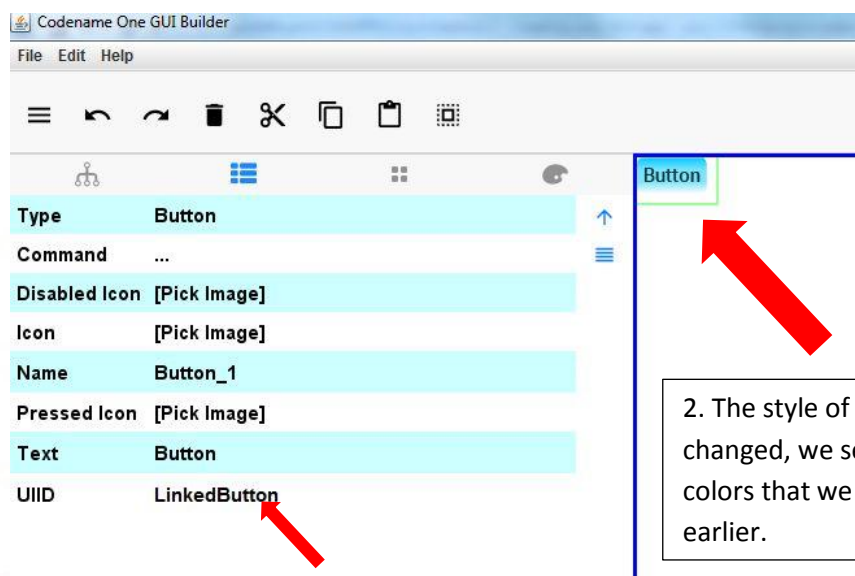 Codename One GUI Builder
File Edit Help
Button
Type Button
Command ...
Disabled Icon [Pick Image]
Icon [Pick Image]
Name Button_1
Pressed Icon [Pick Image]
Text Button
UIID LinkedButton
2. The style of
changed, we
colors that we
earlier.